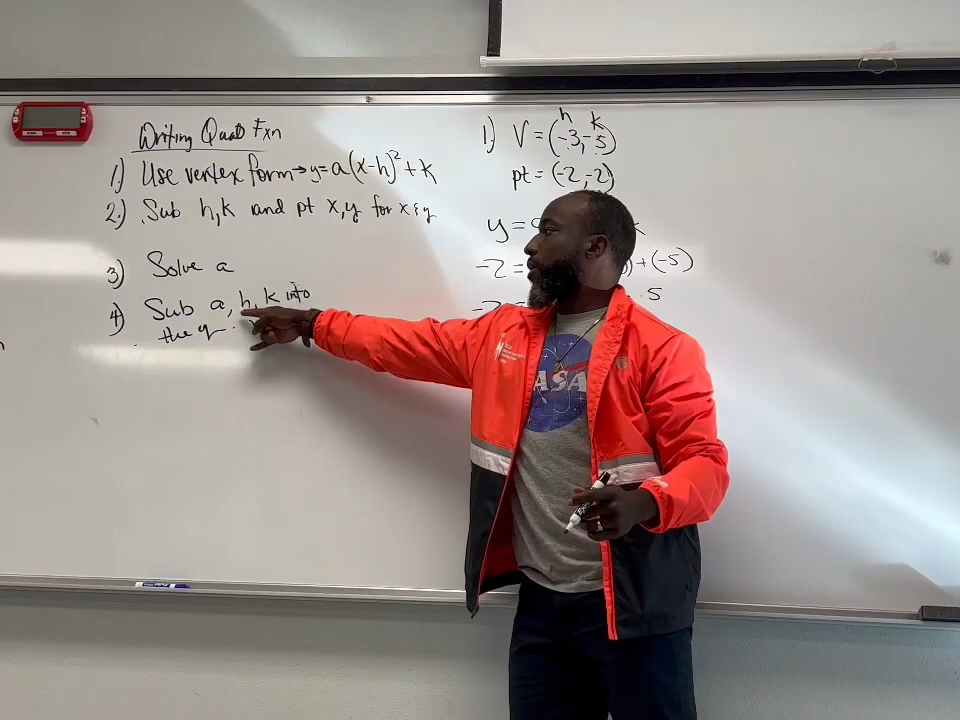 Writing Quad Fxn
1) Use vertex form→y=a(x-h)²+k
2.) Sub h,k and pt x,y for x & y
3) Solve a
4) Sub a, h, k into
the
h k
1) V=(-3,-5)
pt=(-2,-2)
y= k
-2= )+(-5)
-2= 5
NASA